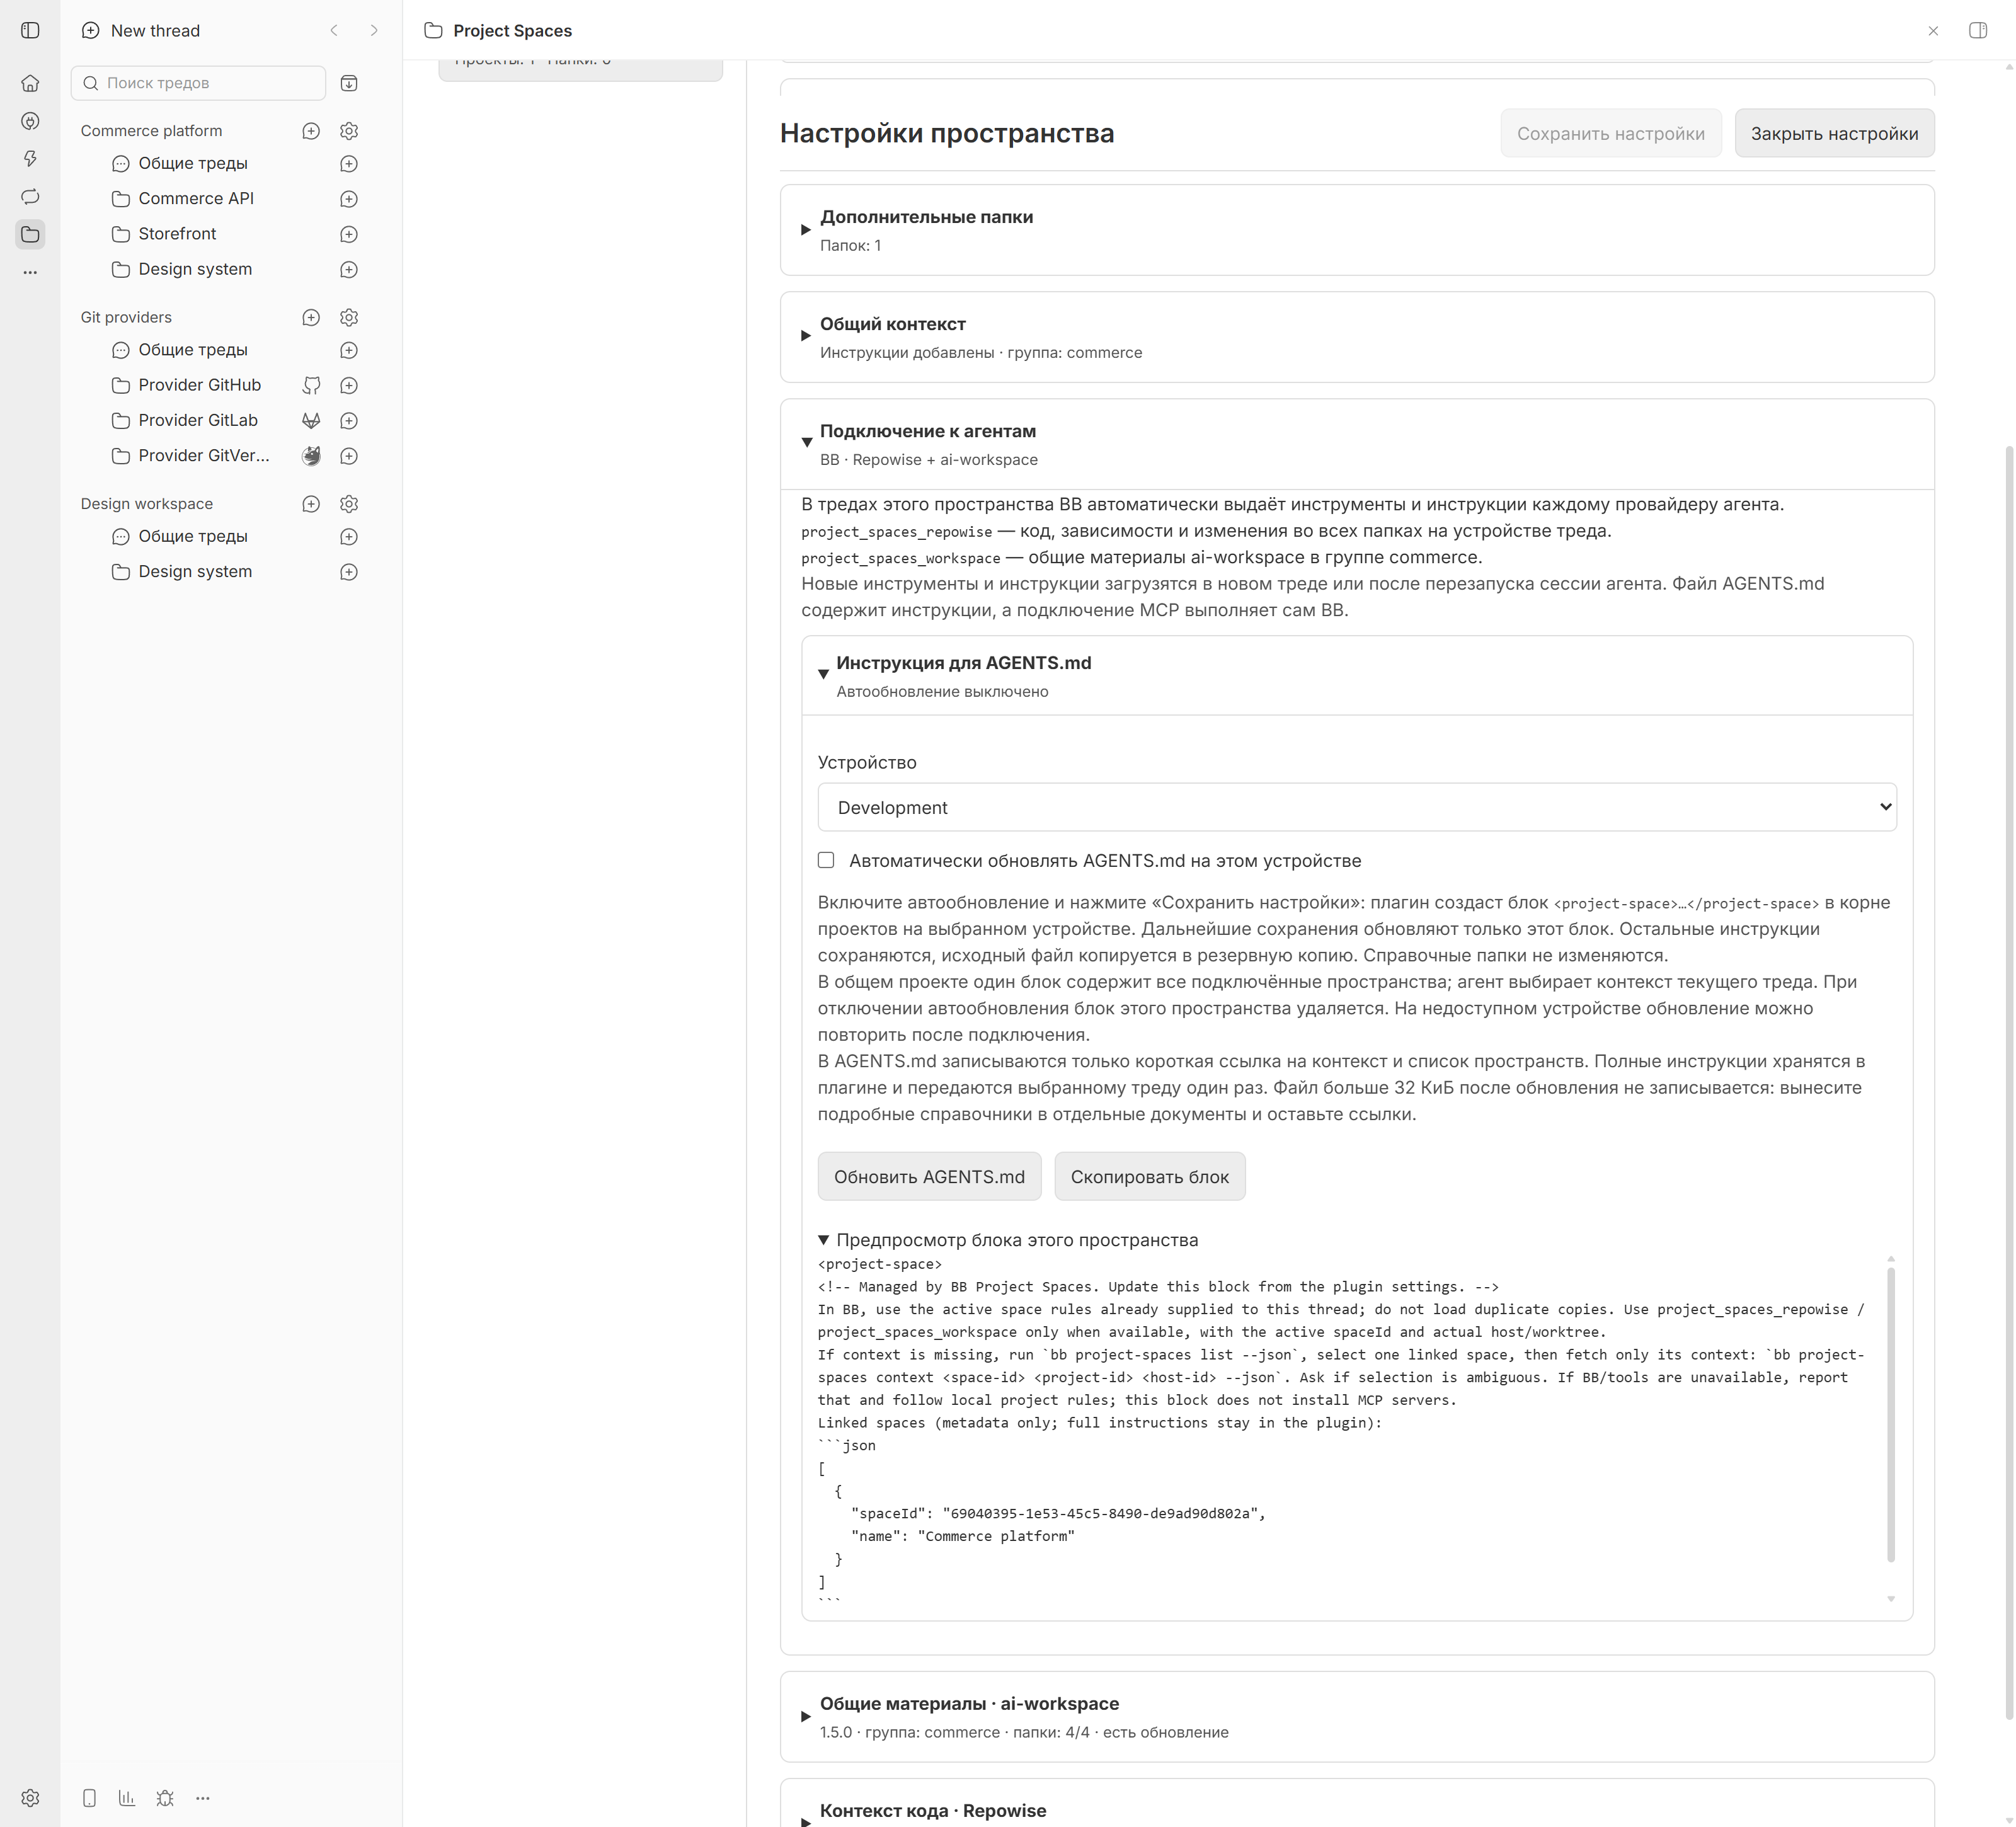 New thread
Поиск тредов
Commerce platform
Общие треды
Commerce API
Storefront
Design system
Git providers
Общие треды
Provider GitHub
Provider GitLab
Provider GitVer...
Design workspace
Общие треды
Design system
Project Spaces
Проекты: 1 · Папки: 0
Настройки пространства
Сохранить настройки
Закрыть настройки
Дополнительные папки
Папок: 1
Общий контекст
Инструкции добавлены · группа: commerce
Подключение к агентам
BB · Repowise + ai-workspace
В тредах этого пространства BB автоматически выдаёт инструменты и инструкции каждому провайдеру агента.
project_spaces_repowise — код, зависимости и изменения во всех папках на устройстве треда.
project_spaces_workspace — общие материалы ai-workspace в группе commerce.
Новые инструменты и инструкции загрузятся в новом треде или после перезапуска сессии агента. Файл AGENTS.md
содержит инструкции, а подключение MCP выполняет сам BB.
Инструкция для AGENTS.md
Автообновление выключено
Устройство
Development
Автоматически обновлять AGENTS.md на этом устройстве
Включите автообновление и нажмите «Сохранить настройки»: плагин создаст блок <project-space>…</project-space> в корне
проектов на выбранном устройстве. Дальнейшие сохранения обновляют только этот блок. Остальные инструкции
сохраняются, исходный файл копируется в резервную копию. Справочные папки не изменяются.
В общем проекте один блок содержит все подключённые пространства; агент выбирает контекст текущего треда. При
отключении автообновления блок этого пространства удаляется. На недоступном устройстве обновление можно
повторить после подключения.
В AGENTS.md записываются только короткая ссылка на контекст и список пространств. Полные инструкции хранятся в
плагине и передаются выбранному треду один раз. Файл больше 32 КиБ после обновления не записывается: вынесите
подробные справочники в отдельные документы и оставьте ссылки.
Обновить AGENTS.md
Скопировать блок
Предпросмотр блока этого пространства
<project-space>
<!-- Managed by BB Project Spaces. Update this block from the plugin settings. -->
In BB, use the active space rules already supplied to this thread; do not load duplicate copies. Use project_spaces_repowise /
project_spaces_workspace only when available, with the active spaceId and actual host/worktree.
If context is missing, run `bb project-spaces list --json`, select one linked space, then fetch only its context: `bb project-
spaces context <space-id> <project-id> <host-id> --json`. Ask if selection is ambiguous. If BB/tools are unavailable, report
that and follow local project rules; this block does not install MCP servers.
Linked spaces (metadata only; full instructions stay in the plugin):
```json
[
{
"spaceId": "69040395-1e53-45c5-8490-de9ad90d802a",
"name": "Commerce platform"
}
]
```
Общие материалы · ai-workspace
1.5.0 · группа: commerce · папки: 4/4 · есть обновление
Контекст кода · Repowise